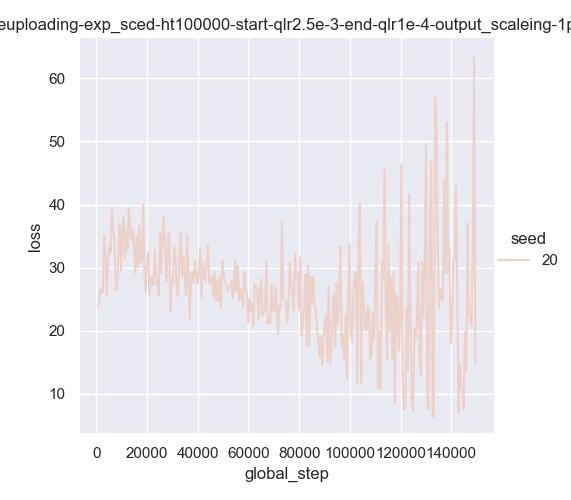 euploading-exp_sced-ht100000-start-qlr2.5e-3-end-qlr1e-4-output_scaleing-1p
60
50
40
30
20
10
loss
0 20000 40000 60000 80000 100000 120000 140000
global_step
seed
20